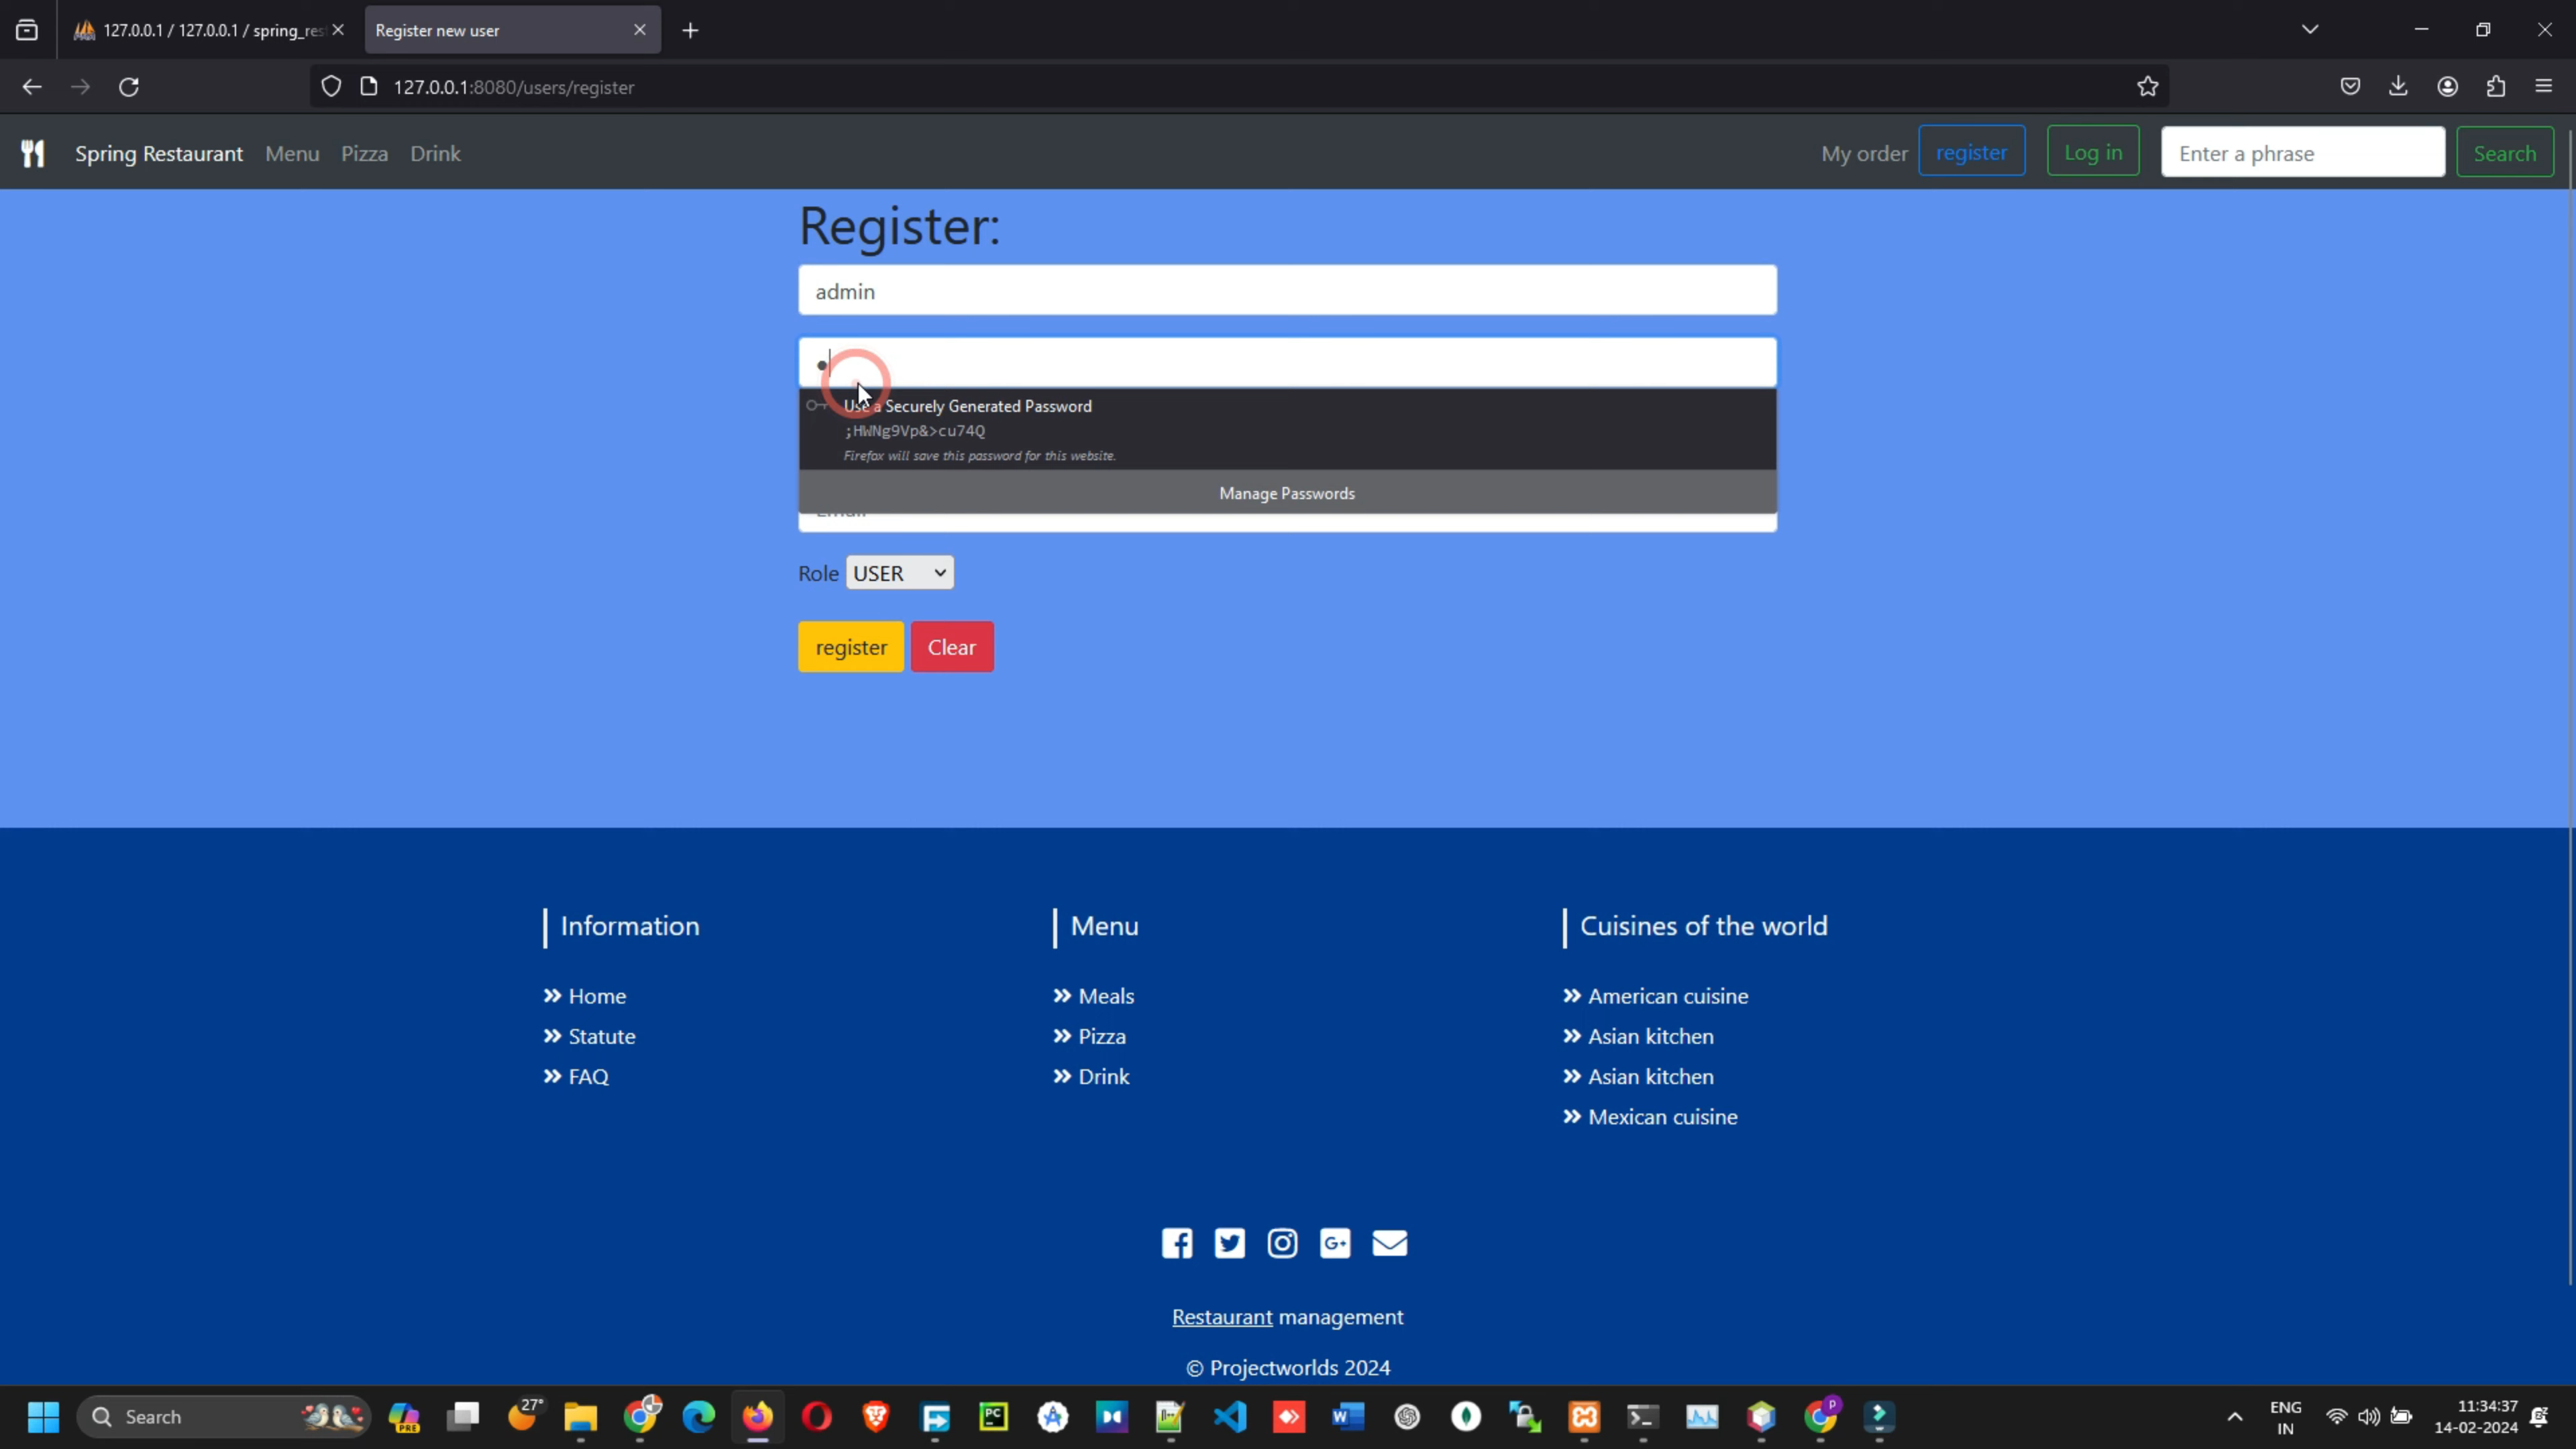 127.0.0.1 / 127.0.0.1 / spring_res
Register new user
127.0.0.1:8080/users/register
Spring Restaurant Menu Pizza Drink My order register Log in Enter a phrase Search
Register:
admin
Use a Securely Generated Password
;HWNg9Vp&>cu74Q
Firefox will save this password for this website.
Manage Passwords
Email
Role USER
register Clear
Information
Home
Statute
FAQ
Menu
Meals
Pizza
Drink
Cuisines of the world
American cuisine
Asian kitchen
Asian kitchen
Mexican cuisine
Restaurant management
© Projectworlds 2024
Search
PRE
27°
PC
P
ENG
IN
11:34:37
14-02-2024